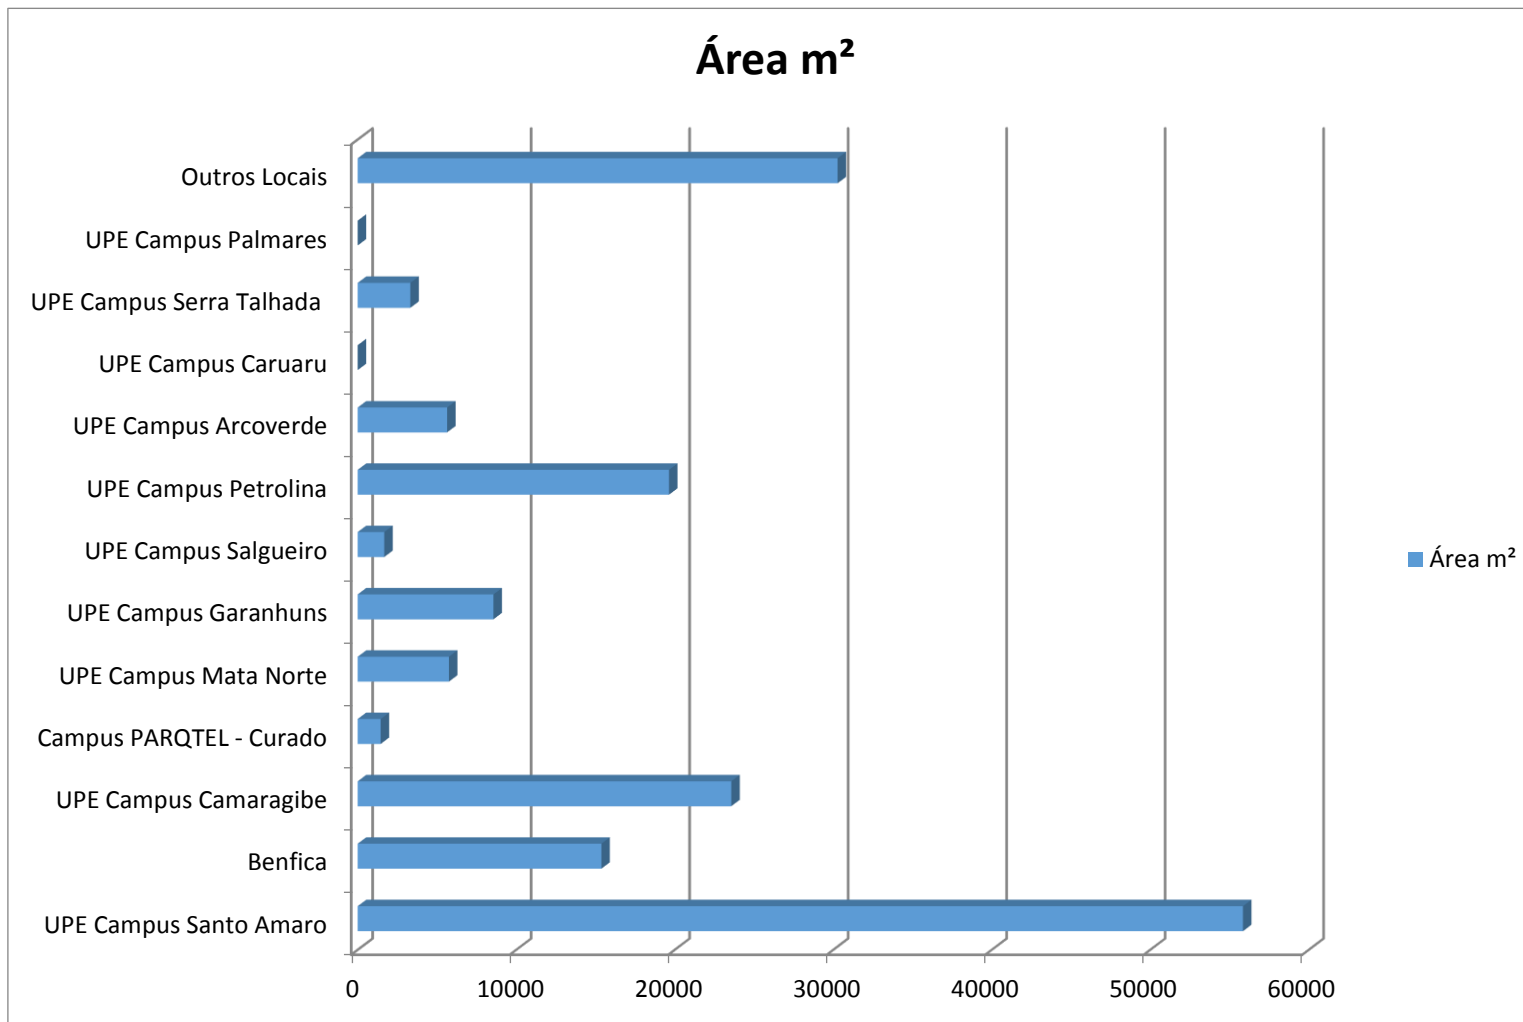 Área m²
Outros Locais
UPE Campus Palmares
UPE Campus Serra Talhada
UPE Campus Caruaru
UPE Campus Arcoverde
UPE Campus Petrolina
UPE Campus Salgueiro
UPE Campus Garanhuns
UPE Campus Mata Norte
Campus PARQTEL - Curado
UPE Campus Camaragibe
Benfica
UPE Campus Santo Amaro
0 10000 20000 30000 40000 50000 60000
Área m²